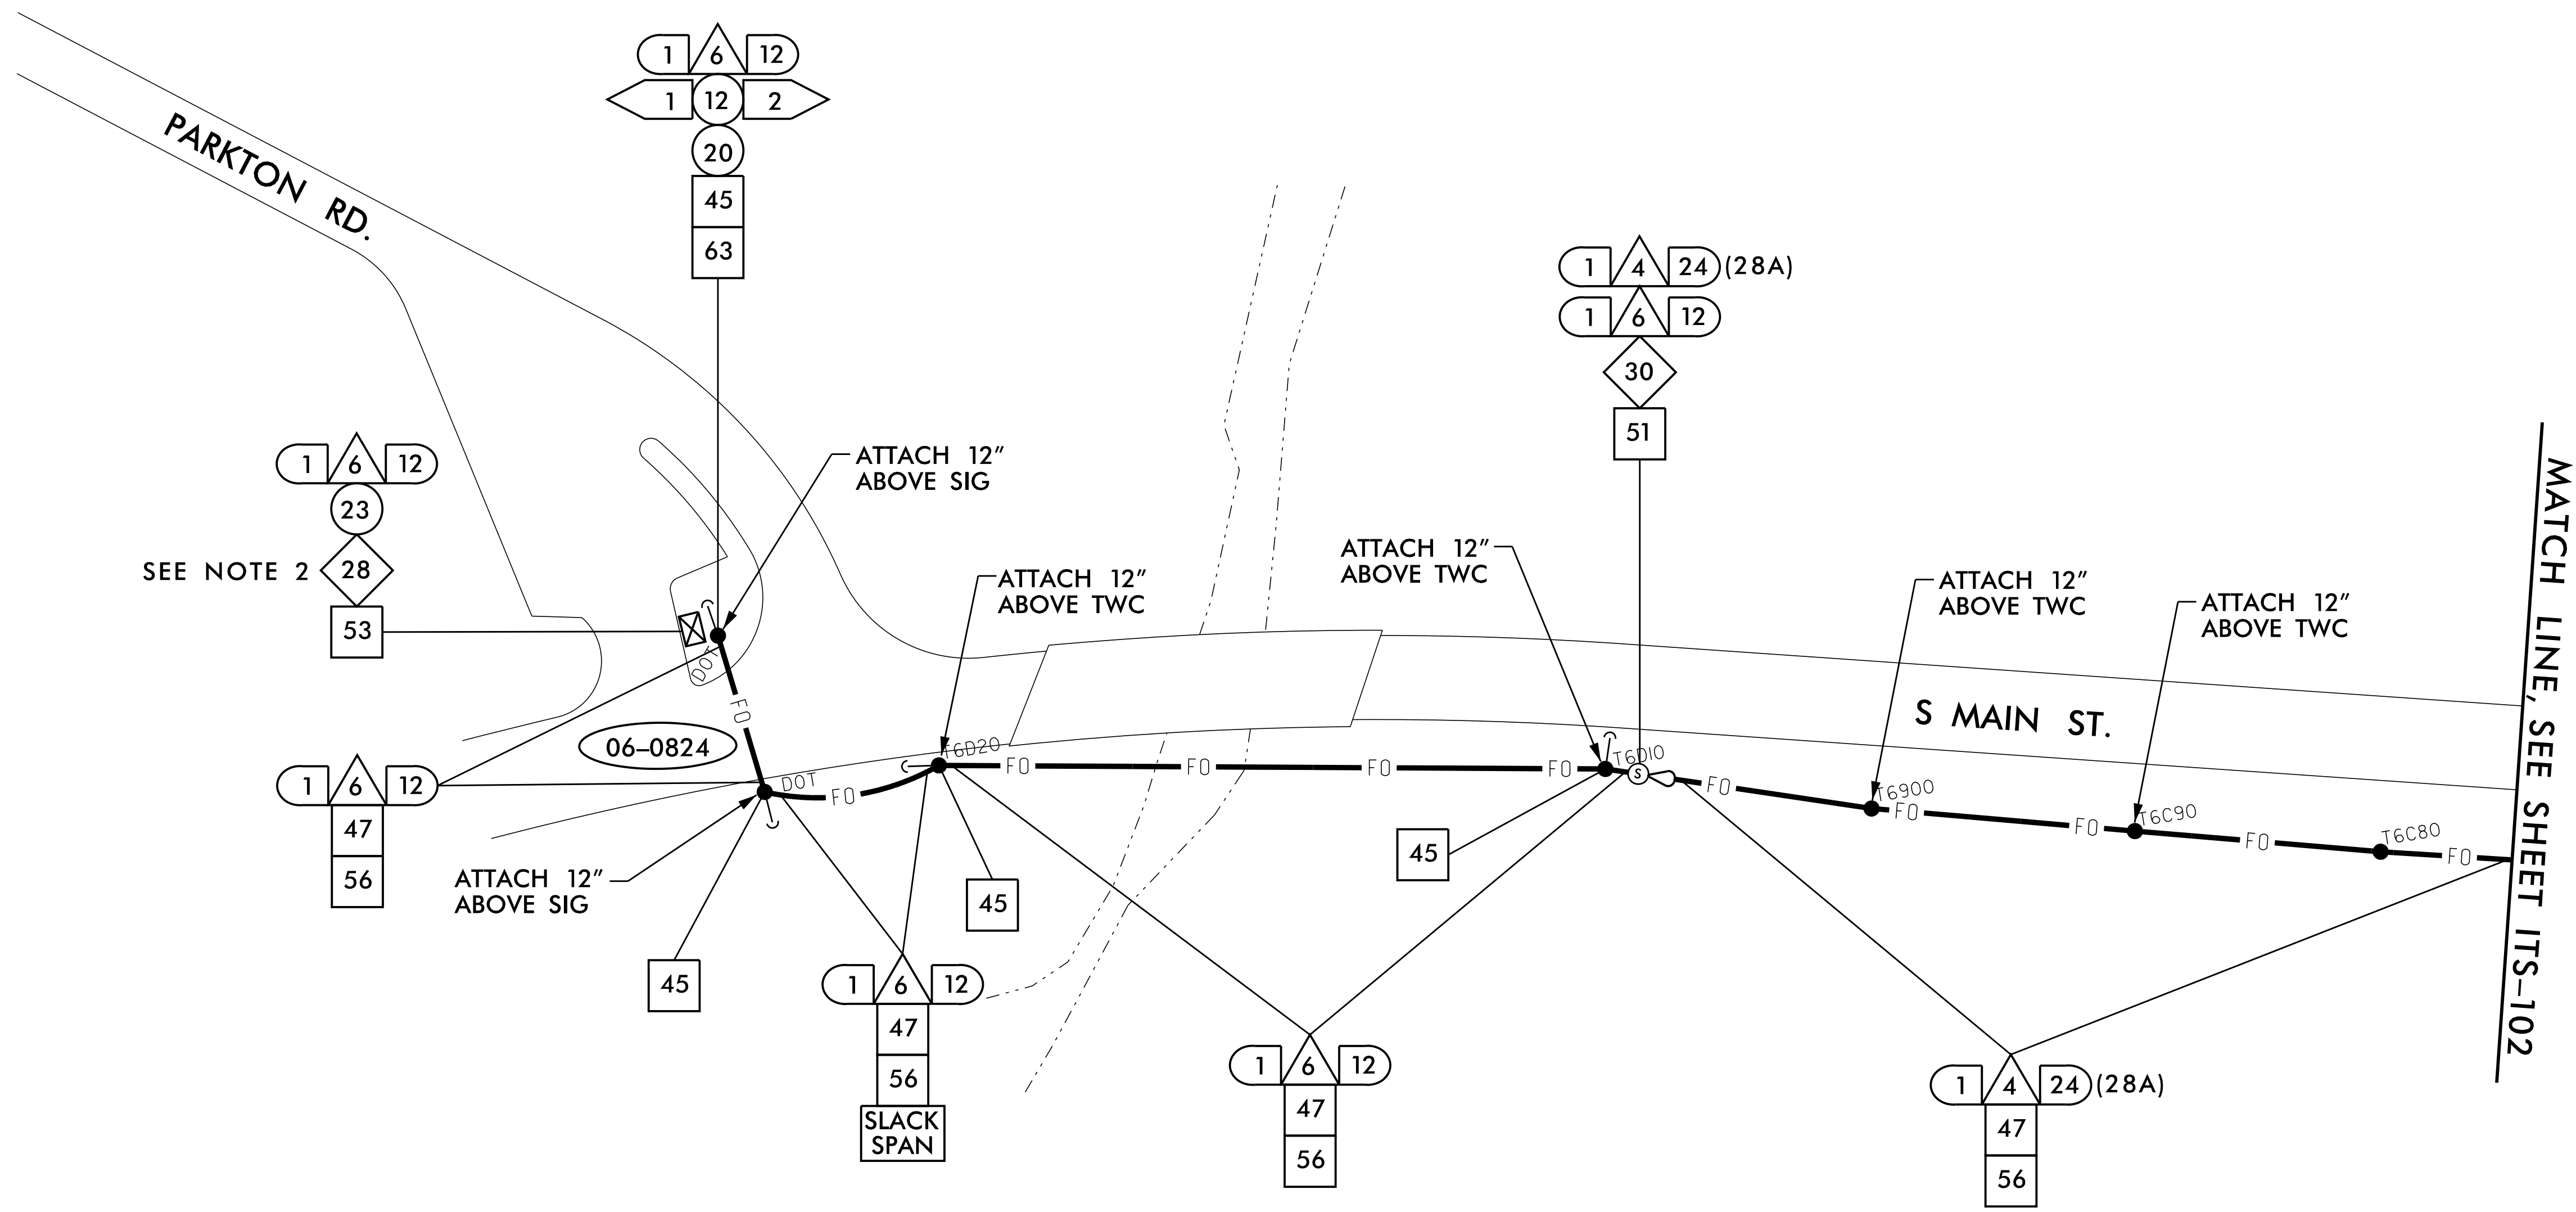 1 6 12
1 12 2
20
45
63
PARKTON RD.
1 4 24 (28A)
1 6 12
30
51
1 6 12
23
SEE NOTE 2 28
53
ATTACH 12"
ABOVE SIG
ATTACH 12"
ABOVE TWC
ATTACH 12"
ABOVE TWC
ATTACH 12"
ABOVE TWC
ATTACH 12"
ABOVE TWC
MATCH LINE, SEE SHEET ITS-102
DOT
FO
06-0824
S MAIN ST.
T6D20
FO
FO
FO
FO
T6D10
S
FO
T6900
FO
FO
T6C90
FO
T6C80
FO
1 6 12
47
56
DOT
FO
ATTACH 12"
ABOVE SIG
45
45
45
1 6 12
47
56
SLACK
SPAN
1 6 12
47
56
1 4 24 (28A)
47
56